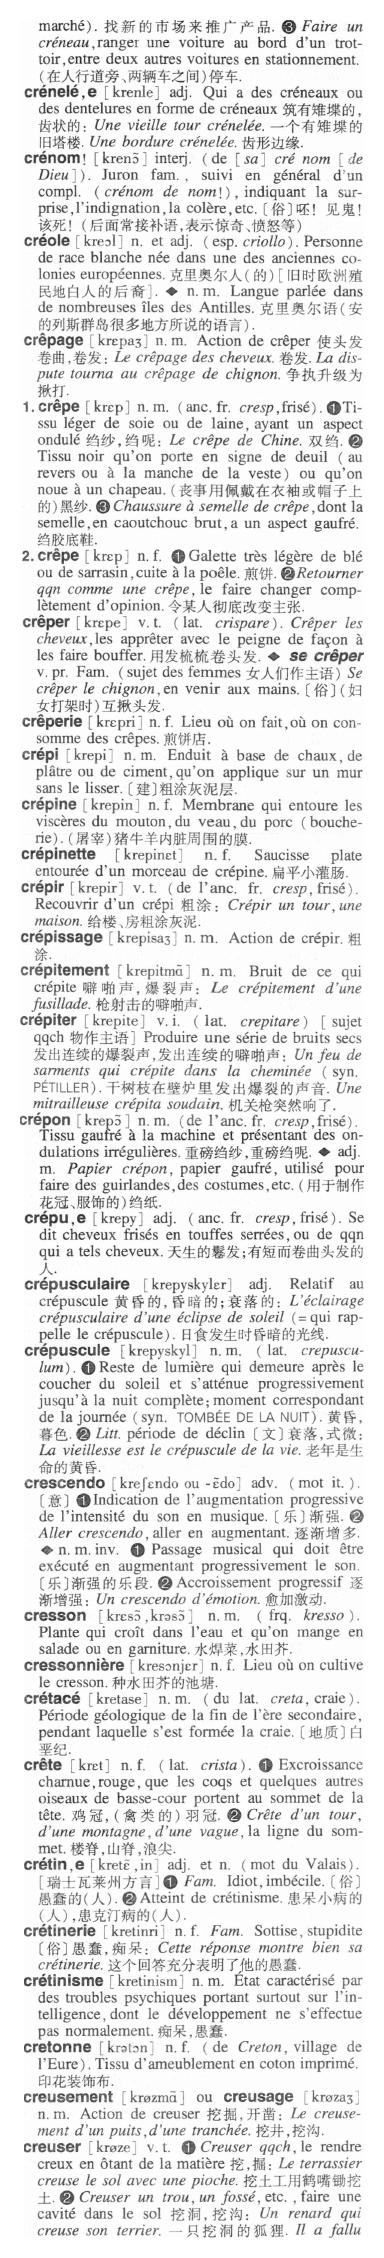 marché). 找新的市场来推广产品. ❸ Faire un
créneau, ranger une voiture au bord d'un trot-
toir, entre deux autres voitures en stationnement.
(在人行道旁、两辆车之间)停车.
crénelé, e [krenle] adj. Qui a des créneaux ou
des dentelures en forme de créneaux 筑有雉堞的,
齿状的: Une vieille tour crénelée. 一个有雉堞的
旧塔楼. Une bordure crénelée. 齿形边缘.
crénom! [krenɔ̃] interj. (de [sa] cré nom [de
Dieu]). Juron fam., suivi en général d'un
compl. (crénom de nom!), indiquant la sur-
prise, l'indignation, la colère, etc. [俗]呸! 见鬼!
该死! (后面常接补语,表示惊奇、愤怒等)
créole [kreɔl] n. et adj. (esp. criollo). Personne
de race blanche née dans une des anciennes co-
lonies européennes. 克里奥尔人(的)[旧时欧洲殖
民地白人的后裔]. ◆ n. m. Langue parlée dans
de nombreuses îles des Antilles. 克里奥尔语(安
的列斯群岛很多地方所说的语言).
crêpage [krɛpaʒ] n. m. Action de crêper 使头发
卷曲,卷发: Le crêpage des cheveux. 卷发. La dis-
pute tourna au crêpage de chignon. 争执升级为
揪打.
1. crêpe [krɛp] n. m. (anc. fr. cresp, frisé). ❶Ti-
ssu léger de soie ou de laine, ayant un aspect
ondulé 绉纱,绉呢: Le crêpe de Chine. 双绉. ❷
Tissu noir qu'on porte en signe de deuil (au
revers ou à la manche de la veste) ou qu'on
noue à un chapeau. (丧事用佩戴在衣袖或帽子上
的)黑纱. ❸ Chaussure à semelle de crêpe, dont la
semelle, en caoutchouc brut, a un aspect gaufré.
绉胶底鞋.
2. crêpe [krɛp] n. f. ❶ Galette très légère de blé
ou de sarrasin, cuite à la poêle. 煎饼. ❷Retourner
qqn comme une crêpe, le faire changer comp-
lètement d'opinion. 令某人彻底改变主张.
crêper [krɛpe] v. t. (lat. crispare). Crêper les
cheveux, les apprêter avec le peigne de façon à
les faire bouffer. 用发梳梳卷头发. ◆ se crêper
v. pr. Fam. (sujet des femmes 女人们作主语) Se
crêper le chignon, en venir aux mains. [俗](妇
女打架时)互揪头发.
crêperie [krɛpri] n. f. Lieu où on fait, où on con-
somme des crêpes. 煎饼店.
crépi [krepi] n. m. Enduit à base de chaux, de
plâtre ou de ciment, qu'on applique sur un mur
sans le lisser. [建]粗涂灰泥层.
crépine [krepin] n. f. Membrane qui entoure les
viscères du mouton, du veau, du porc (bouche-
rie). (屠宰)猪牛羊内脏周围的膜.
crépinette [krepinɛt] n. f. Saucisse plate
entourée d'un morceau de crépine. 扁平小灌肠.
crépir [krepir] v. t. (de l'anc. fr. cresp, frisé).
Recouvrir d'un crépi 粗涂: Crépir un tour, une
maison. 给楼、房粗涂灰泥.
crépissage [krepisaʒ] n. m. Action de crépir. 粗
涂.
crépitement [krepitmɑ̃] n. m. Bruit de ce qui
crépite 噼啪声,爆裂声: Le crépitement d'une
fusillade. 枪射击的噼啪声.
crépiter [krepite] v. i. (lat. crepitare) [sujet
qqch 物作主语] Produire une série de bruits secs
发出连续的爆裂声,发出连续的噼啪声: Un feu de
sarments qui crépite dans la cheminée (syn.
PÉTILLER). 干树枝在壁炉里发出爆裂的声音. Une
mitrailleuse crépita soudain. 机关枪突然响了.
crépon [krepɔ̃] n. m. (de l'anc. fr. cresp, frisé).
Tissu gaufré à la machine et présentant des on-
dulations irrégulières. 重磅绉纱,重磅绉呢. ◆ adj.
m. Papier crépon, papier gaufré, utilisé pour
faire des guirlandes, des costumes, etc. (用于制作
花冠、服饰的)绉纸.
crépu, e [krepy] adj. (anc. fr. cresp, frisé). Se
dit cheveux frisés en touffes serrées, ou de qqn
qui a tels cheveux. 天生的鬈发;有短而卷曲头发的
人.
crépusculaire [krepyskylɛr] adj. Relatif au
crépuscule 黄昏的,昏暗的;衰落的: L'éclairage
crépusculaire d'une éclipse de soleil (= qui rap-
pelle le crépuscule). 日食发生时昏暗的光线.
crépuscule [krepyskyl] n. m. (lat. crepuscu-
lum). ❶Reste de lumière qui demeure après le
coucher du soleil et s'atténue progressivement
jusqu'à la nuit complète; moment correspondant
de la journée (syn. TOMBÉE DE LA NUIT). 黄昏,
暮色. ❷ Litt. période de déclin [文]衰落,式微:
La vieillesse est le crépuscule de la vie. 老年是生
命的黄昏.
crescendo [kreʃɛndo ou -ɛ̃do] adv. (mot it.).
[意] ❶Indication de l'augmentation progressive
de l'intensité du son en musique. [乐]渐强. ❷
Aller crescendo, aller en augmentant. 逐渐增多.
◆ n. m. inv. ❶ Passage musical qui doit être
exécuté en augmentant progressivement le son.
[乐]渐强的乐段. ❷ Accroissement progressif 逐
渐增强: Un crescendo d'émotion. 愈加激动.
cresson [krɛsɔ̃, krəsɔ̃] n. m. (frq. kresso).
Plante qui croît dans l'eau et qu'on mange en
salade ou en garniture. 水焊菜,水田芥.
cressonnière [kresɔnjɛr] n. f. Lieu où on cultive
le cresson. 种水田芥的池塘.
crétacé [kretase] n. m. (du lat. creta, craie).
Période géologique de la fin de l'ère secondaire,
pendant laquelle s'est formée la craie. [地质]白
垩纪.
crête [krɛt] n. f. (lat. crista). ❶ Excroissance
charnue, rouge, que les coqs et quelques autres
oiseaux de basse-cour portent au sommet de la
tête. 鸡冠,(禽类的)羽冠. ❷ Crête d'un tour,
d'une montagne, d'une vague, la ligne du som-
met. 楼脊,山脊,浪尖.
crétin, e [kretɛ̃, in] adj. et n. (mot du Valais).
[瑞士瓦莱州方言]❶ Fam. Idiot, imbécile. [俗]
愚蠢的(人). ❷ Atteint de crétinisme. 患呆小病的
(人),患克汀病的(人).
crétinerie [kretinri] n. f. Fam. Sottise, stupidite
[俗]愚蠢,痴呆: Cette réponse montre bien sa
crétinerie. 这个回答充分表明了他的愚蠢.
crétinisme [kretinism] n. m. État caractérisé par
des troubles psychiques portant surtout sur l'in-
telligence, dont le développement ne s'effectue
pas normalement. 痴呆,愚蠢.
cretonne [krətɔn] n. f. (de Creton, village de
l'Eure). Tissu d'ameublement en coton imprimé.
印花装饰布.
creusement [krøzmɑ̃] ou creusage [krøzaʒ]
n. m. Action de creuser 挖掘,开凿: Le creuse-
ment d'un puits, d'une tranchée. 挖井,挖沟.
creuser [krøze] v. t. ❶ Creuser qqch, le rendre
creux en ôtant de la matière 挖,掘: Le terrassier
creuse le sol avec une pioche. 挖土工用鹤嘴锄挖
土. ❷ Creuser un trou, un fossé, etc., faire une
cavité dans le sol 挖洞,挖沟: Un renard qui
creuse son terrier. 一只挖洞的狐狸. Il a fallu